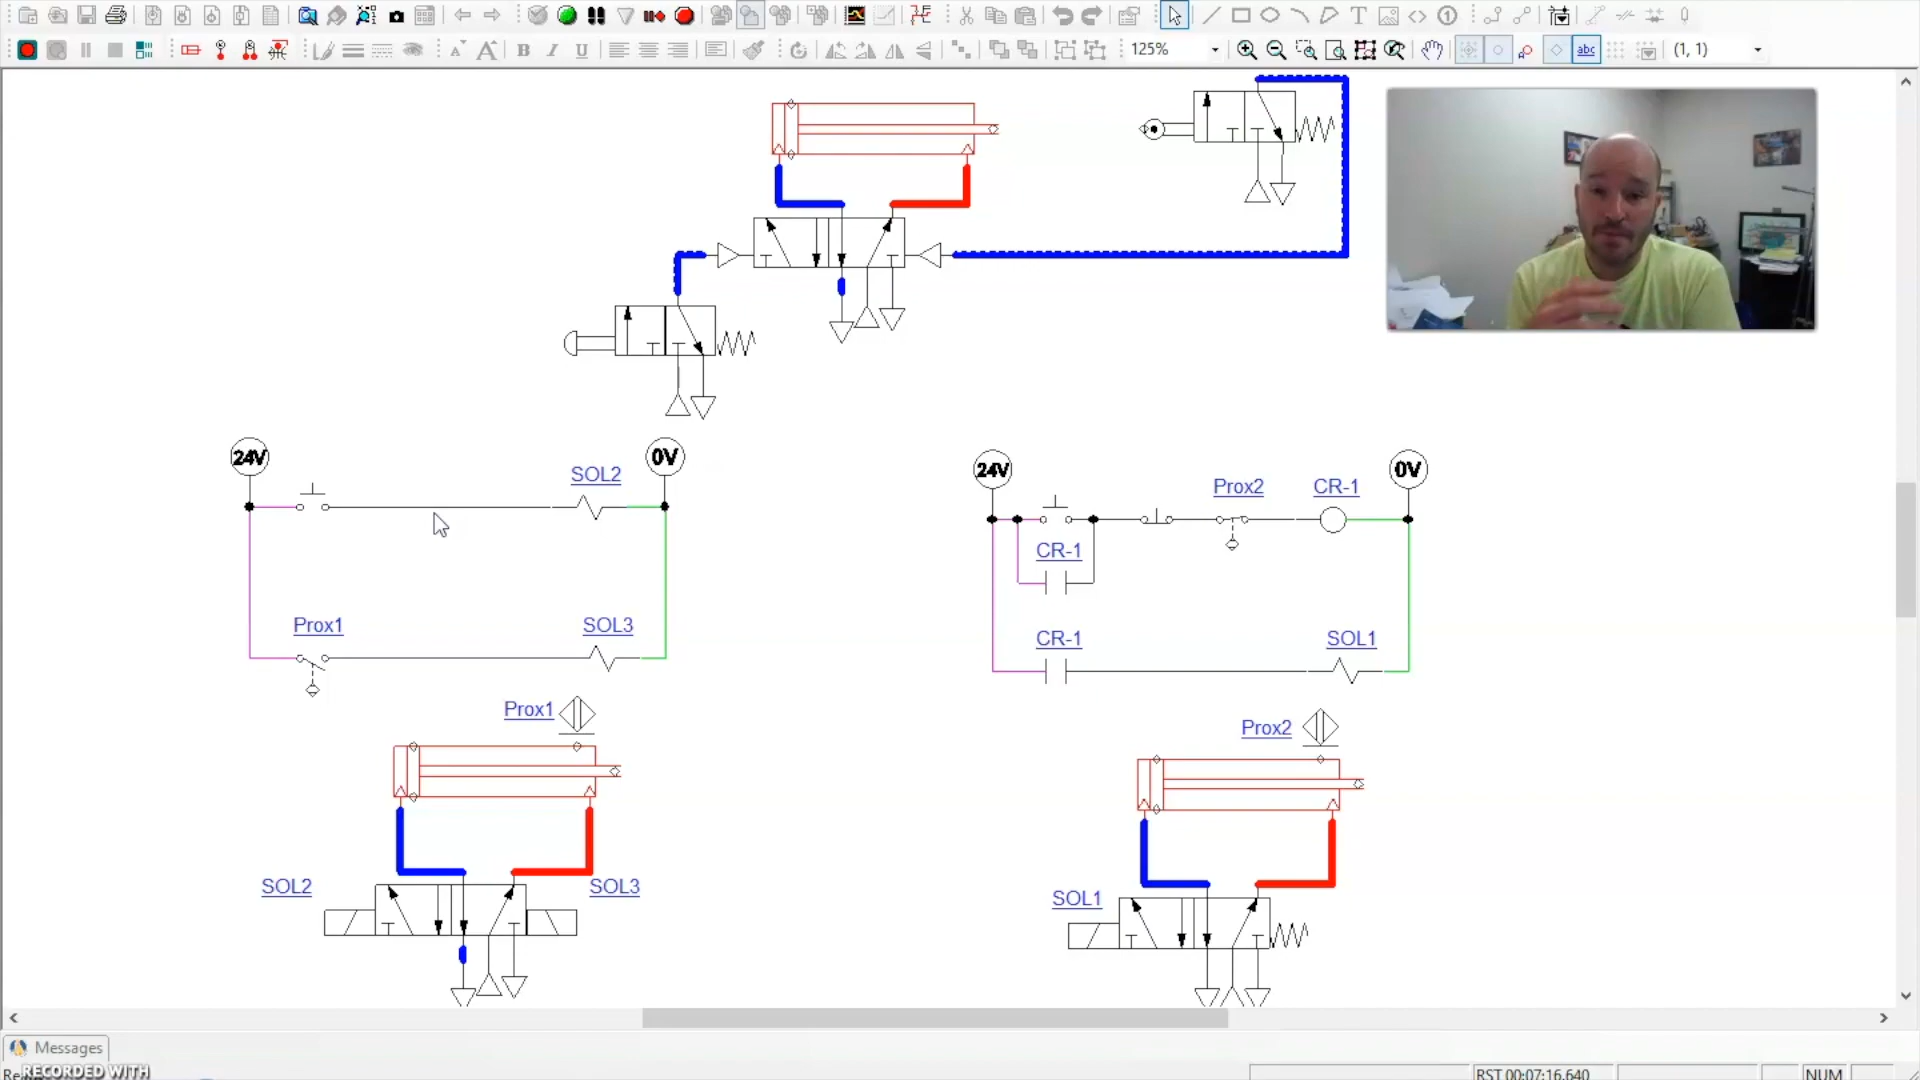 B I U
125%
abc
(1, 1)
24V
0V
SOL2
Prox1
SOL3
24V
0V
Prox2
CR-1
CR-1
CR-1
SOL1
Prox1
SOL2
SOL3
Prox2
SOL1
Messages
RECORDED WITH
RST 00:07:16.640
NUM